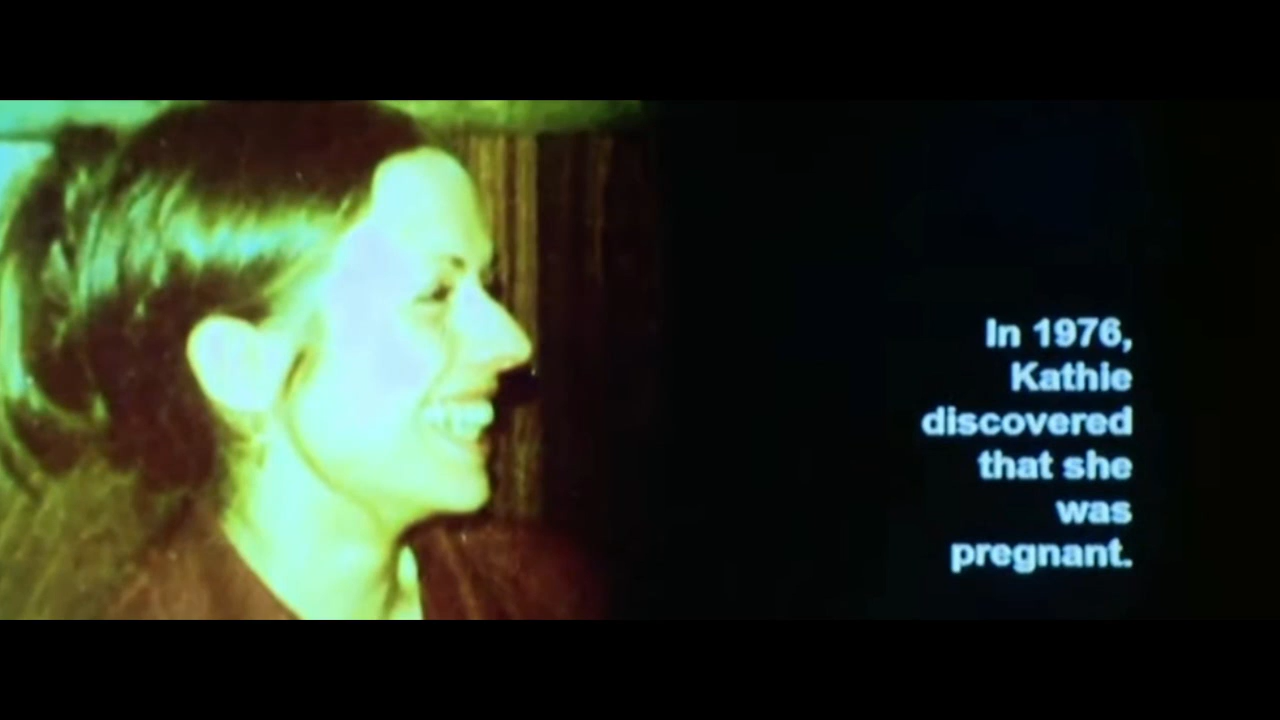 In 1976,
Kathie
discovered
that she
was
pregnant.